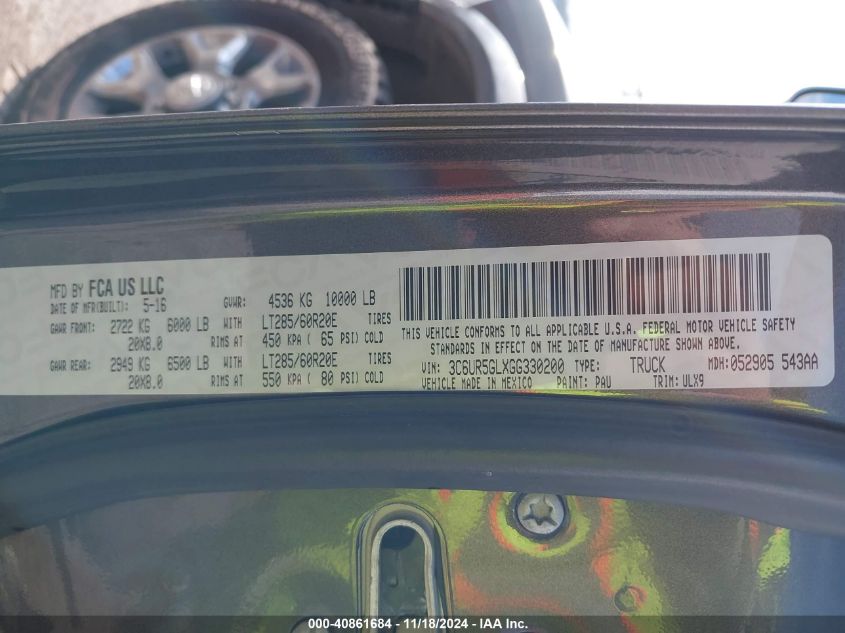 MFD BY FCA US LLC
DATE OF MFR(BUILT): 5-16 GVWR: 4536 KG 10000 LB
GAWR FRONT: 2722 KG 6000 LB WITH LT285/60R20E TIRES
20X8.0 RIMS AT 450 KPA ( 65 PSI) COLD
GAWR REAR: 2949 KG 6500 LB WITH LT285/60R20E TIRES
20X8.0 RIMS AT 550 KPA ( 80 PSI) COLD
THIS VEHICLE CONFORMS TO ALL APPLICABLE U.S.A. FEDERAL MOTOR VEHICLE SAFETY
STANDARDS IN EFFECT ON THE DATE OF MANUFACTURE SHOWN ABOVE.
VIN: 3C6UR5GLXGG330200 TYPE: TRUCK MDH: 052905 543AA
VEHICLE MADE IN MEXICO PAINT: PAU TRIM: ULX9
000-40861684 - 11/18/2024 - IAA Inc.